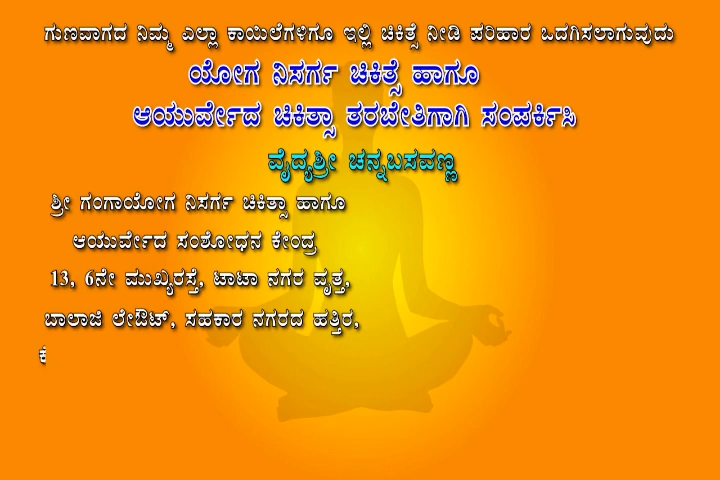 ಗುಣವಾಗದ ನಿಮ್ಮ ಎಲ್ಲಾ ಕಾಯಿಲೆಗಳಿಗೂ ಇಲ್ಲಿ ಚಿಕಿತ್ಸೆ ನೀಡಿ ಪರಿಹಾರ ಒದಗಿಸಲಾಗುವುದು
ಯೋಗ ನಿಸರ್ಗ ಚಿಕಿತ್ಸೆ ಹಾಗೂ
ಆಯುರ್ವೇದ ಚಿಕಿತ್ಸಾ ತರಬೇತಿಗಾಗಿ ಸಂಪರ್ಕಿಸಿ
ವೈದ್ಯಶ್ರೀ ಚನ್ನಬಸವಣ್ಣ
ಶ್ರೀ ಗಂಗಾಯೋಗ ನಿಸರ್ಗ ಚಿಕಿತ್ಸಾ ಹಾಗೂ
ಆಯುರ್ವೇದ ಸಂಶೋಧನ ಕೇಂದ್ರ
13, 6ನೇ ಮುಖ್ಯರಸ್ತೆ, ಟಾಟಾ ನಗರ ವೃತ್ತ,
ಬಾಲಾಜಿ ಲೇಔಟ್, ಸಹಕಾರ ನಗರದ ಹತ್ತಿರ,